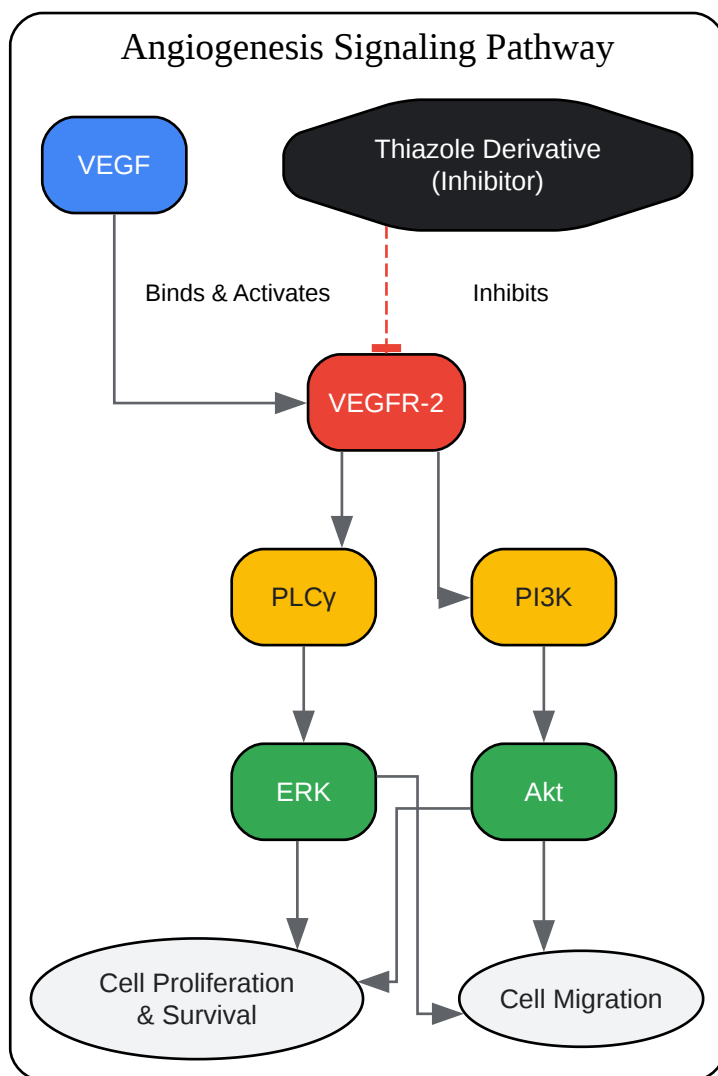 Angiogenesis Signaling Pathway
VEGF
Thiazole Derivative
(Inhibitor)
Binds & Activates
Inhibits
VEGFR-2
PLCγ
PI3K
ERK
Akt
Cell Proliferation
& Survival
Cell Migration